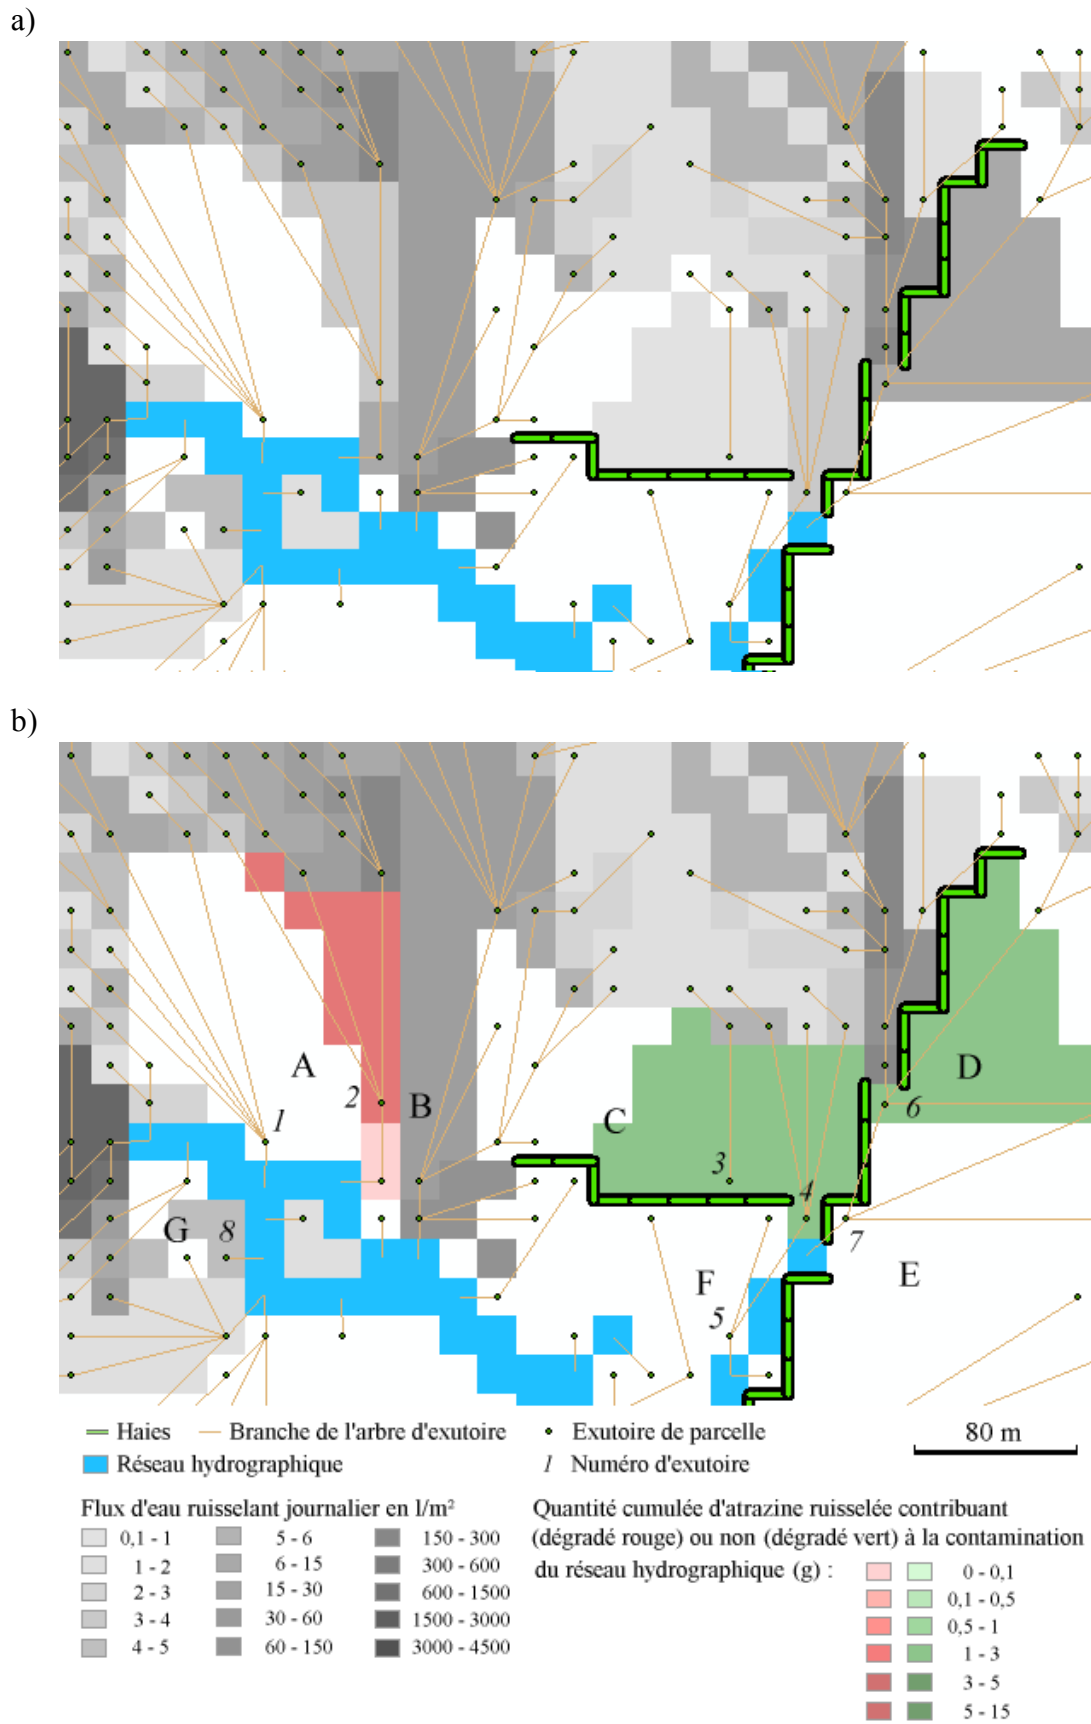 a)
b)
A
B
1
2
C
D
3
4
6
7
G
8
F
E
5
Haies
Branche de l'arbre d'exutoire
Exutoire de parcelle
80 m
Réseau hydrographique
1 Numéro d'exutoire
Flux d'eau ruisselant journalier en l/m²
0,1 - 1
1 - 2
2 - 3
3 - 4
4 - 5
5 - 6
6 - 15
15 - 30
30 - 60
60 - 150
150 - 300
300 - 600
600 - 1500
1500 - 3000
3000 - 4500
Quantité cumulée d'atrazine ruisselée contribuant
(dégradé rouge) ou non (dégradé vert) à la contamination
du réseau hydrographique (g) :
0 - 0,1
0,1 - 0,5
0,5 - 1
1 - 3
3 - 5
5 - 15